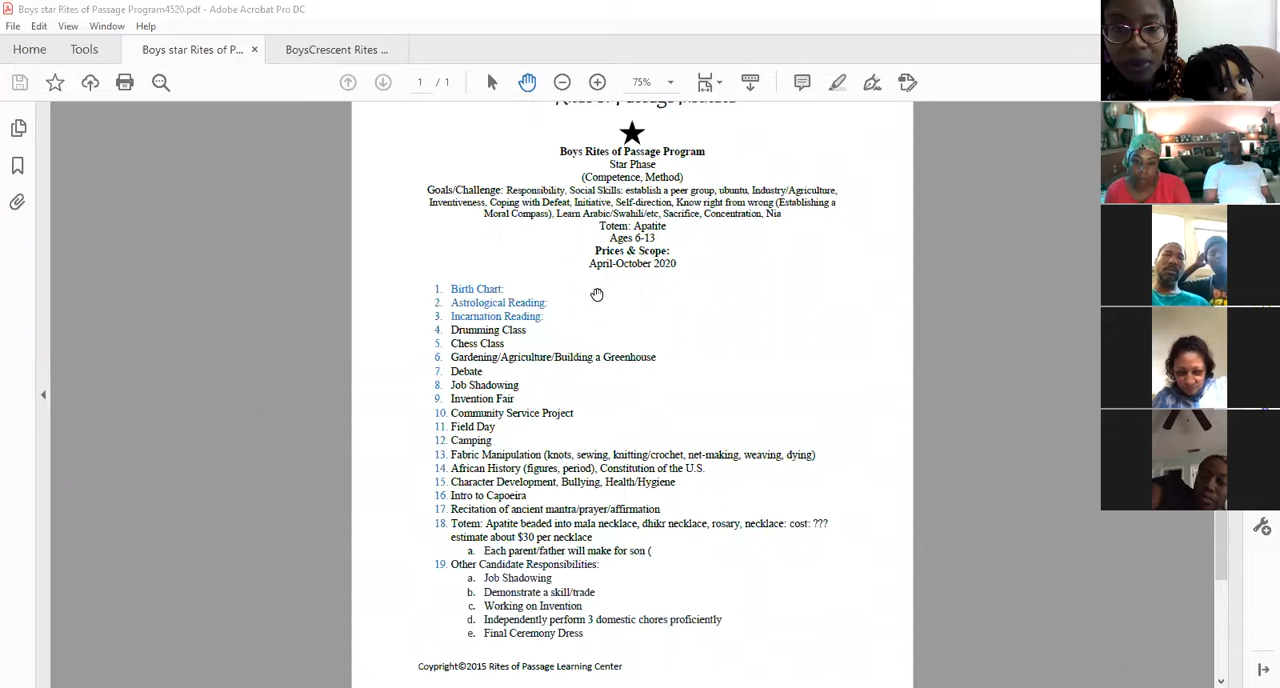 Boys star Rites of Passage Program4520.pdf - Adobe Acrobat Pro DC
File Edit View Window Help
Home Tools Boys star Rites of P... × BoysCrescent Rites ...
1 / 1 75%
Boys Rites of Passage Program
Star Phase
(Competence, Method)
Goals/Challenge: Responsibility, Social Skills: establish a peer group, ubuntu, Industry/Agriculture,
Inventiveness, Coping with Defeat, Initiative, Self-direction, Know right from wrong (Establishing a
Moral Compass), Learn Arabic/Swahili/etc, Sacrifice, Concentration, Nia
Totem: Apatite
Ages 6-13
Prices & Scope:
April-October 2020
1. Birth Chart:
2. Astrological Reading:
3. Incarnation Reading:
4. Drumming Class
5. Chess Class
6. Gardening/Agriculture/Building a Greenhouse
7. Debate
8. Job Shadowing
9. Invention Fair
10. Community Service Project
11. Field Day
12. Camping
13. Fabric Manipulation (knots, sewing, knitting/crochet, net-making, weaving, dying)
14. African History (figures, period), Constitution of the U.S.
15. Character Development, Bullying, Health/Hygiene
16. Intro to Capoeira
17. Recitation of ancient mantra/prayer/affirmation
18. Totem: Apatite beaded into mala necklace, dhikr necklace, rosary, necklace: cost: ???
estimate about $30 per necklace
a. Each parent/father will make for son (
19. Other Candidate Responsibilities:
a. Job Shadowing
b. Demonstrate a skill/trade
c. Working on Invention
d. Independently perform 3 domestic chores proficiently
e. Final Ceremony Dress
Copyright©2015 Rites of Passage Learning Center